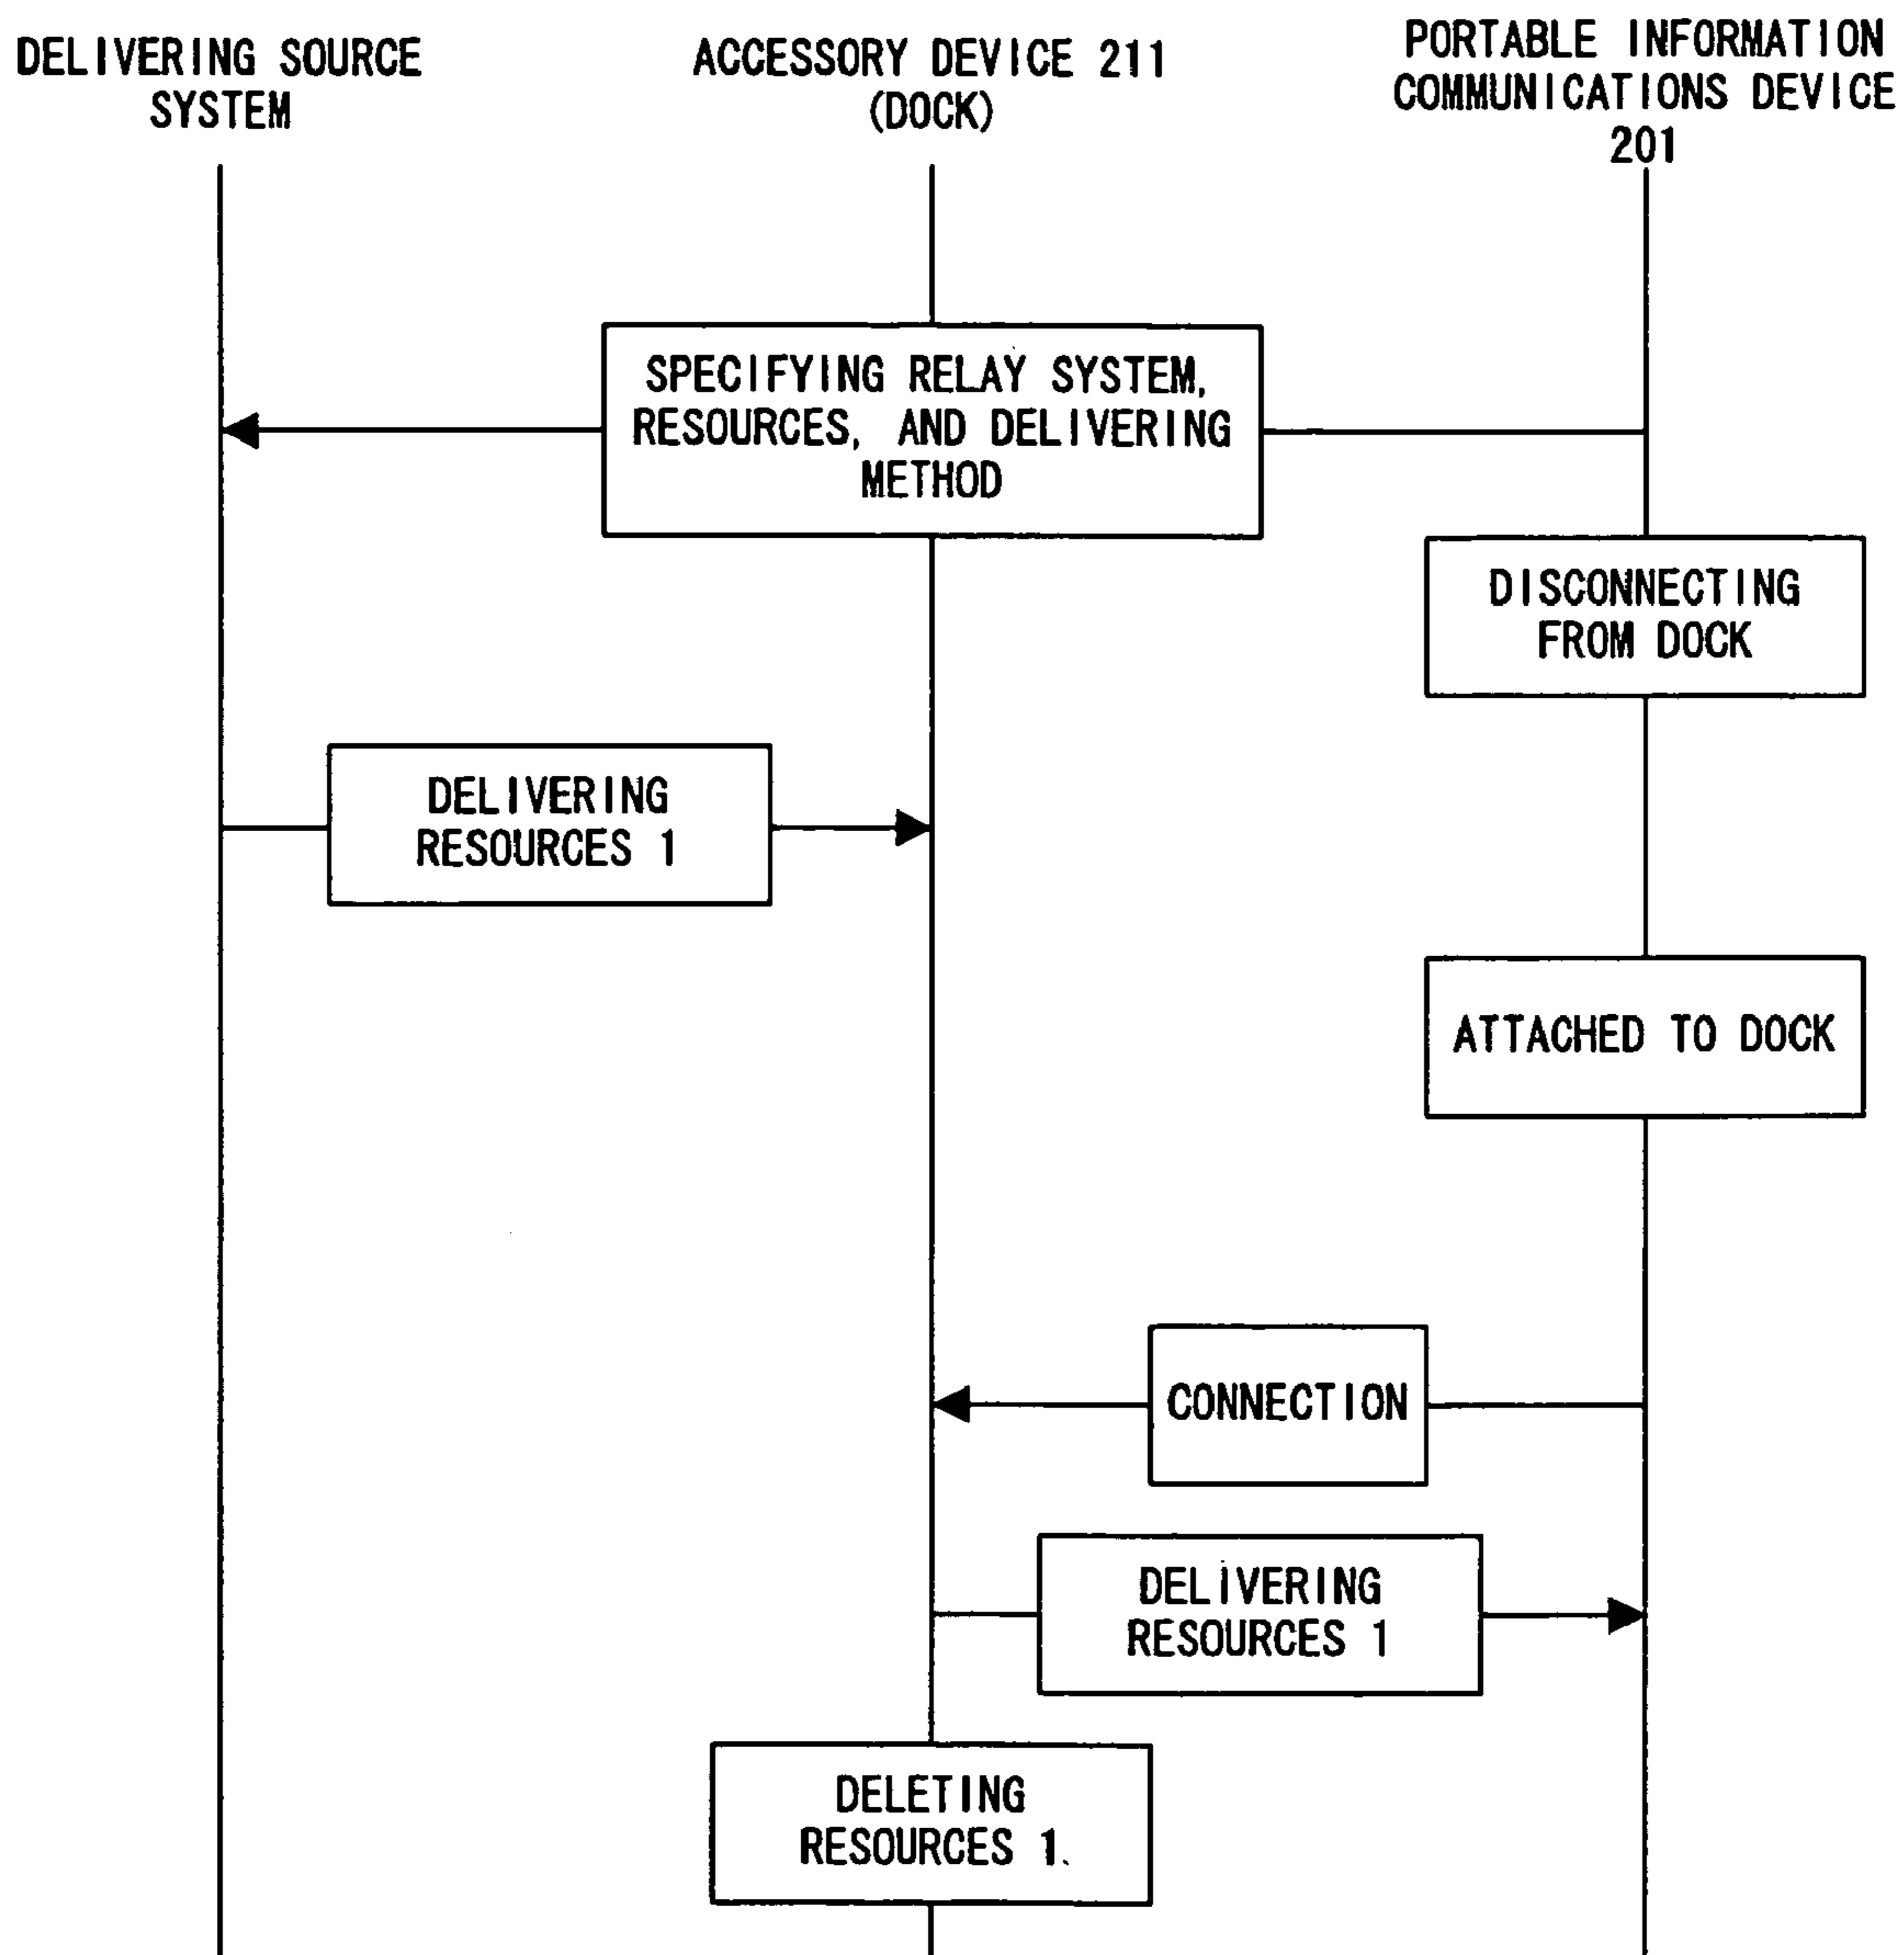 DELIVERING SOURCE
SYSTEM
ACCESSORY DEVICE 211
(DOCK)
PORTABLE INFORMATION
COMMUNICATIONS DEVICE
201
SPECIFYING RELAY SYSTEM,
RESOURCES, AND DELIVERING
METHOD
DISCONNECTING
FROM DOCK
DELIVERING
RESOURCES 1
ATTACHED TO DOCK
CONNECTION
DELIVERING
RESOURCES 1
DELETING
RESOURCES 1.